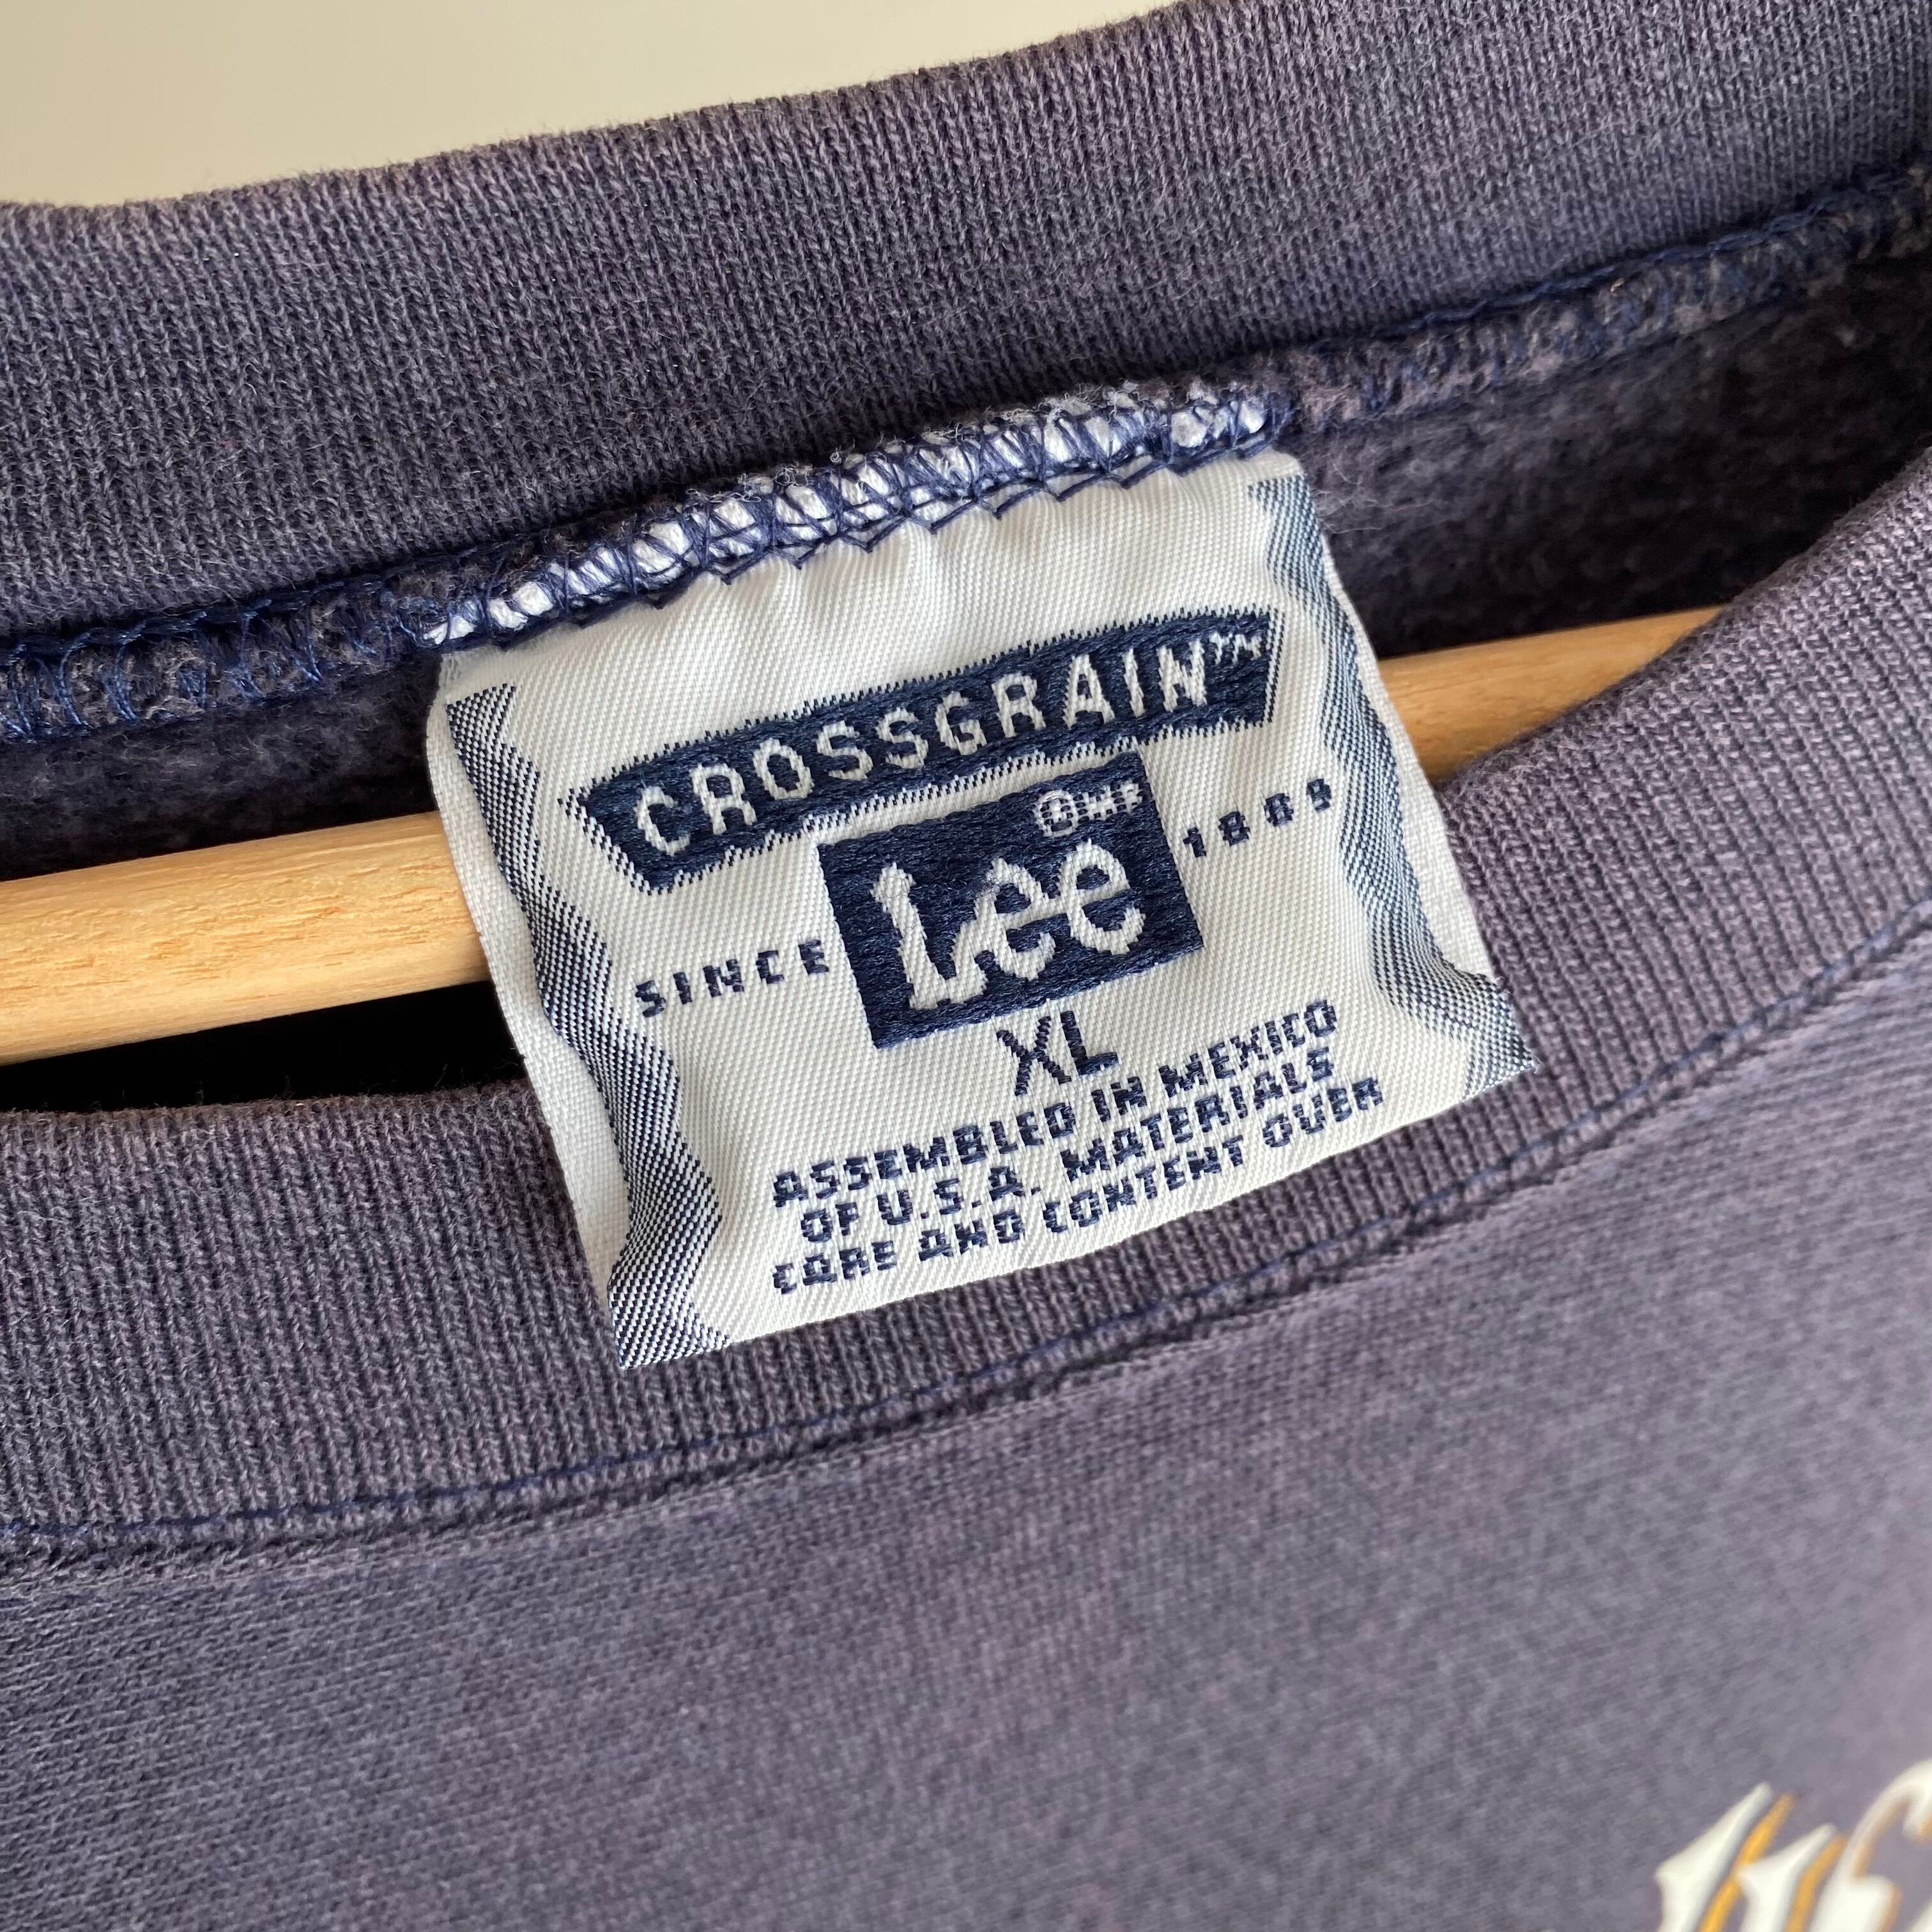 CROSSGRAIN™
SINCE Lee 1889
XL
ASSEMBLED IN MEXICO
OF U.S.A. MATERIALS
CARE AND CONTENT OVER